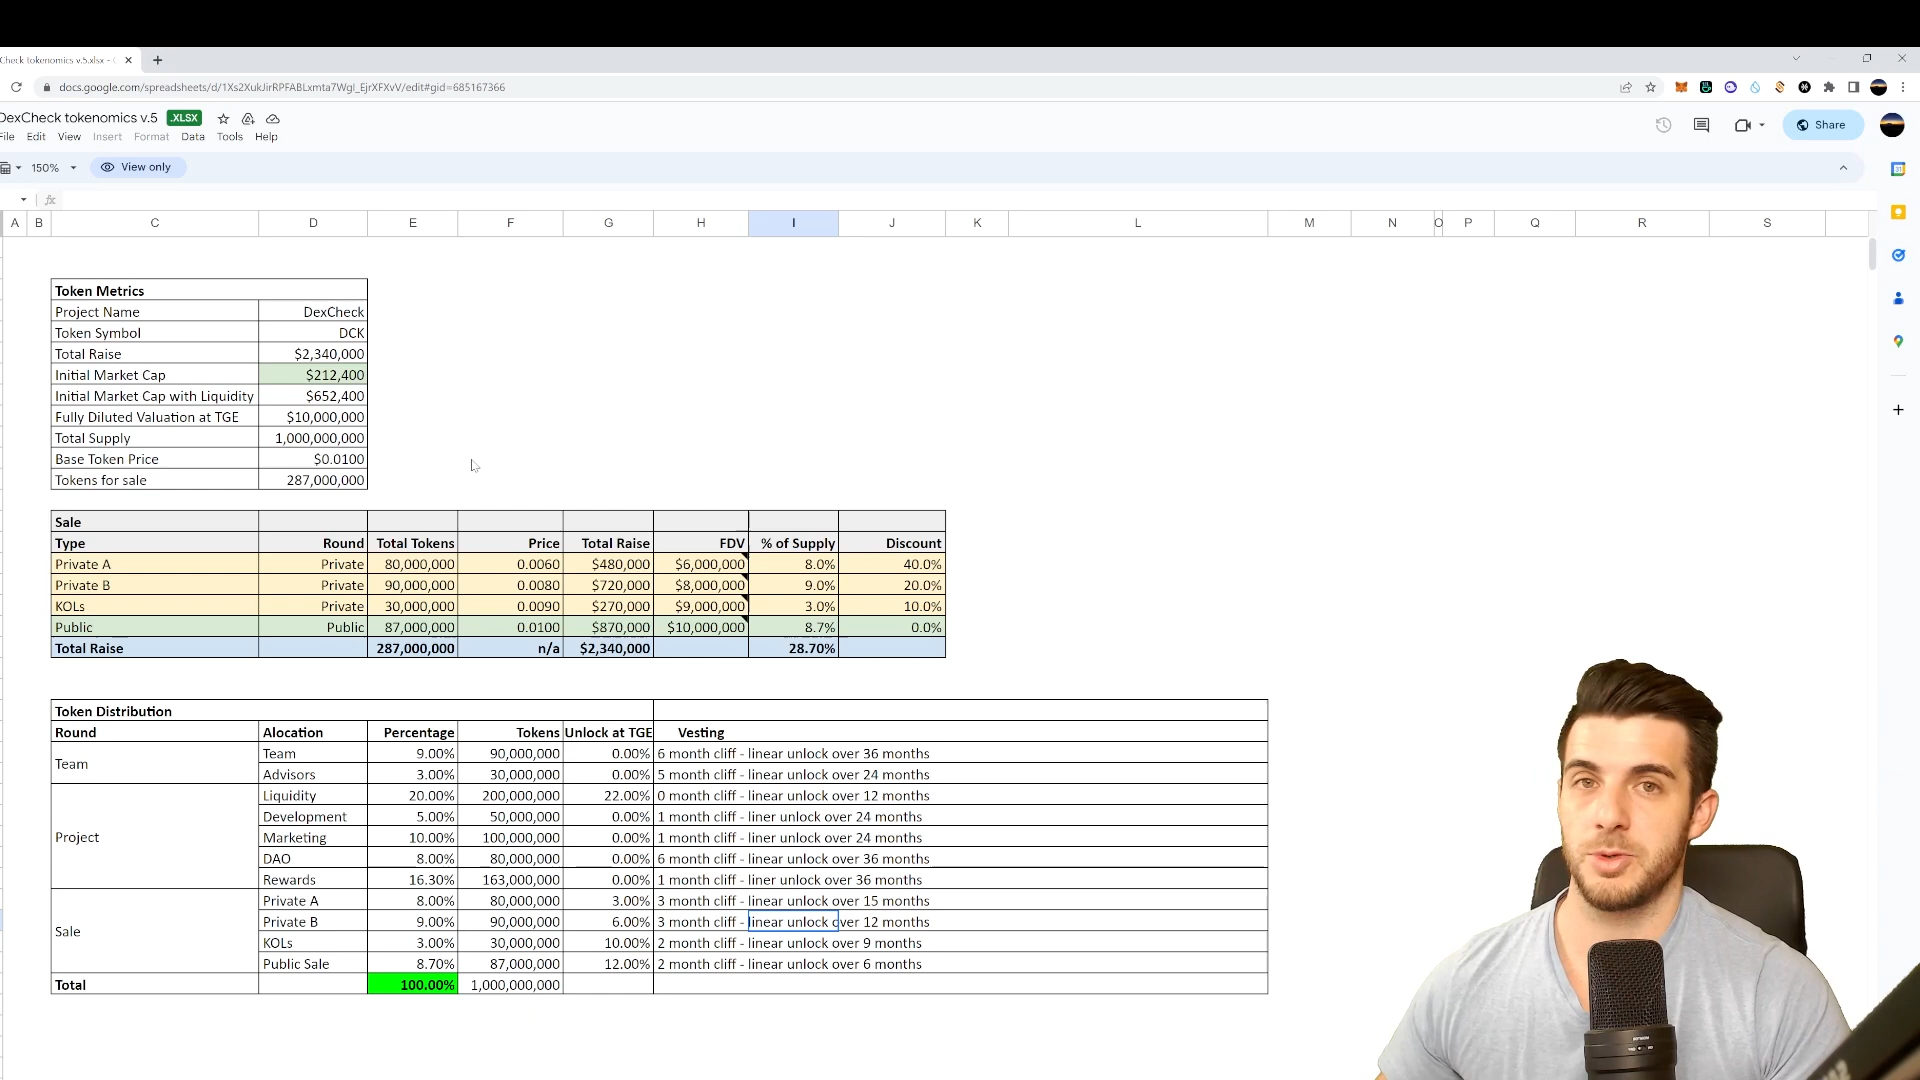 Check tokenomics v.5.xlsx - G
docs.google.com/spreadsheets/d/1Xs2XukJirRPFABLxmta7WgI_EjrXFXvV/edit#gid=685167366
DexCheck tokenomics v.5 .XLSX
File Edit View Insert Format Data Tools Help
Share
150% View only
fx
A B C D E F G H I J K L M N O P Q R S
Token Metrics
Project Name DexCheck
Token Symbol DCK
Total Raise $2,340,000
Initial Market Cap $212,400
Initial Market Cap with Liquidity $652,400
Fully Diluted Valuation at TGE $10,000,000
Total Supply 1,000,000,000
Base Token Price $0.0100
Tokens for sale 287,000,000
Sale
Type Round Total Tokens Price Total Raise FDV % of Supply Discount
Private A Private 80,000,000 0.0060 $480,000 $6,000,000 8.0% 40.0%
Private B Private 90,000,000 0.0080 $720,000 $8,000,000 9.0% 20.0%
KOLs Private 30,000,000 0.0090 $270,000 $9,000,000 3.0% 10.0%
Public Public 87,000,000 0.0100 $870,000 $10,000,000 8.7% 0.0%
Total Raise 287,000,000 n/a $2,340,000 28.70%
Token Distribution
Round Alocation Percentage Tokens Unlock at TGE Vesting
Team Team 9.00% 90,000,000 0.00% 6 month cliff - linear unlock over 36 months
Advisors 3.00% 30,000,000 0.00% 5 month cliff - linear unlock over 24 months
Project Liquidity 20.00% 200,000,000 22.00% 0 month cliff - linear unlock over 12 months
Development 5.00% 50,000,000 0.00% 1 month cliff - liner unlock over 24 months
Marketing 10.00% 100,000,000 0.00% 1 month cliff - liner unlock over 24 months
DAO 8.00% 80,000,000 0.00% 6 month cliff - linear unlock over 36 months
Rewards 16.30% 163,000,000 0.00% 1 month cliff - liner unlock over 36 months
Sale Private A 8.00% 80,000,000 3.00% 3 month cliff - linear unlock over 15 months
Private B 9.00% 90,000,000 6.00% 3 month cliff - linear unlock over 12 months
KOLs 3.00% 30,000,000 10.00% 2 month cliff - linear unlock over 9 months
Public Sale 8.70% 87,000,000 12.00% 2 month cliff - linear unlock over 6 months
Total 100.00% 1,000,000,000